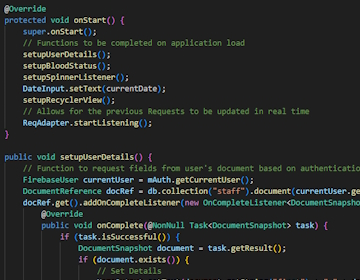 @Override
protected void onStart() {
super.onStart();
// Functions to be completed on application load
setupUserDetails();
setupBloodStatus();
setupSpinnerListener();
DateInput.setText(currentDate);
setupRecyclerView();
// Allows for the previous Requests to be updated in real time
ReqAdapter.startListening();
}
public void setupUserDetails() {
// Function to request fields from user's document based on authenticatio
FirebaseUser currentUser = mAuth.getCurrentUser();
DocumentReference docRef = db.collection("staff").document(currentUser.ge
docRef.get().addOnCompleteListener(new OnCompleteListener<DocumentSnapsho
@Override
public void onComplete(@NonNull Task<DocumentSnapshot> task) {
if (task.isSuccessful()) {
DocumentSnapshot document = task.getResult();
if (document.exists()) {
// Set Details